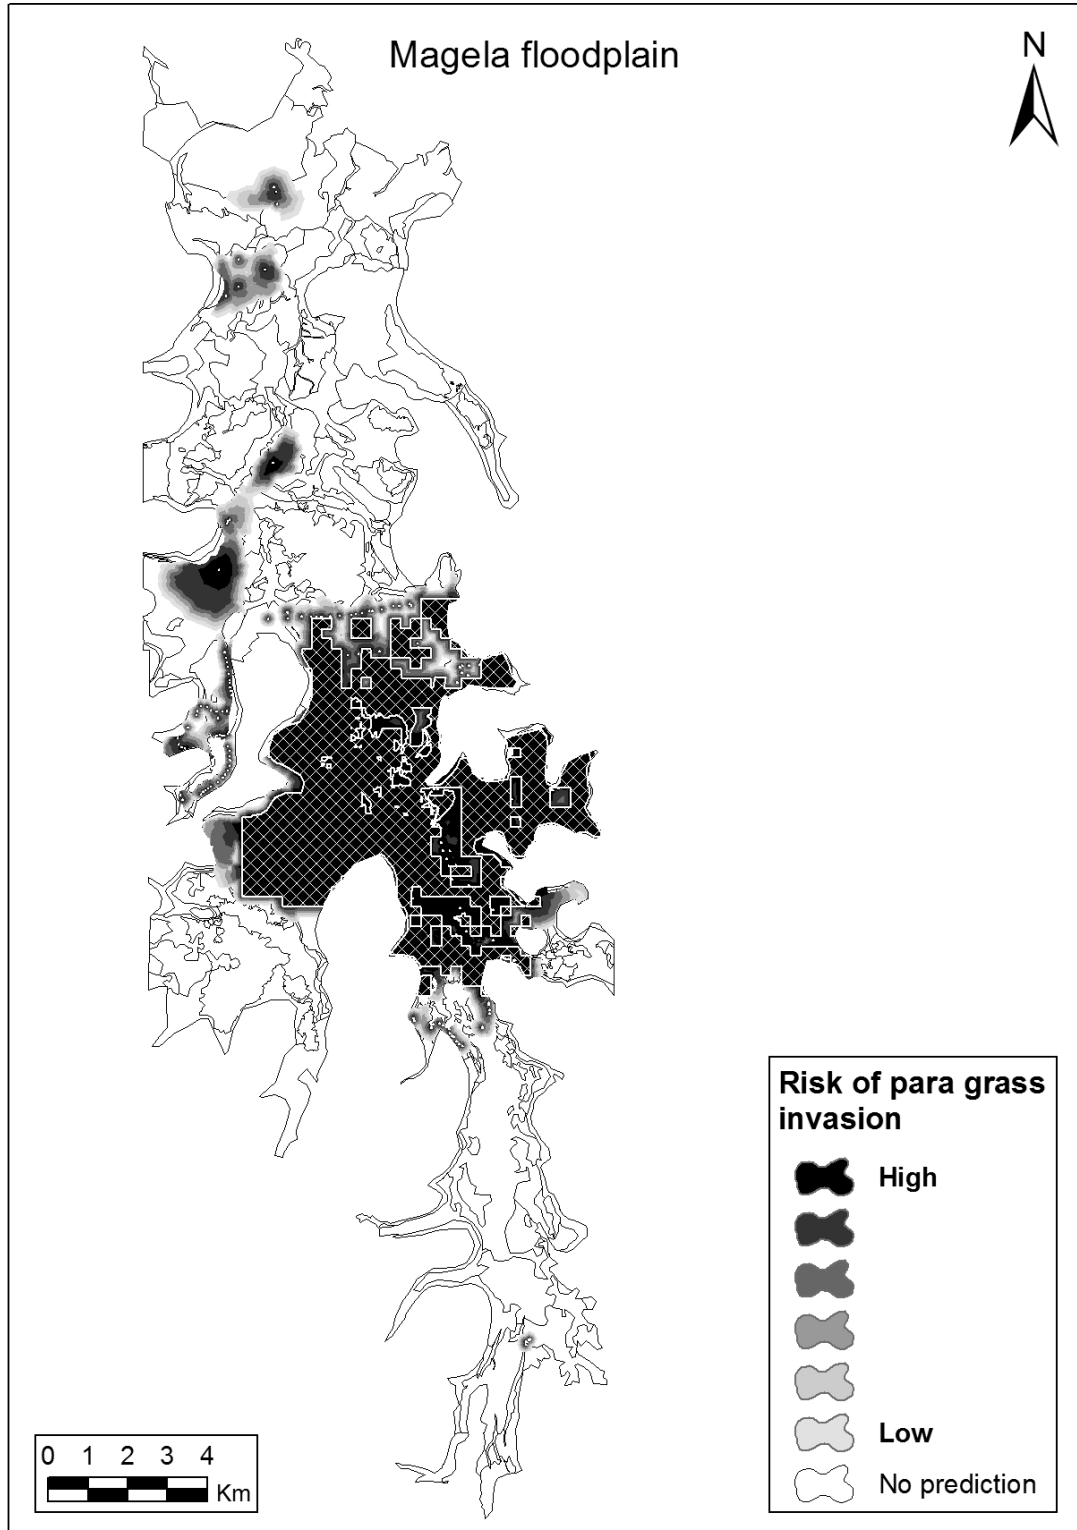 Magela floodplain
N
Risk of para grass
invasion
High
Low
No prediction
0 1 2 3 4
Km